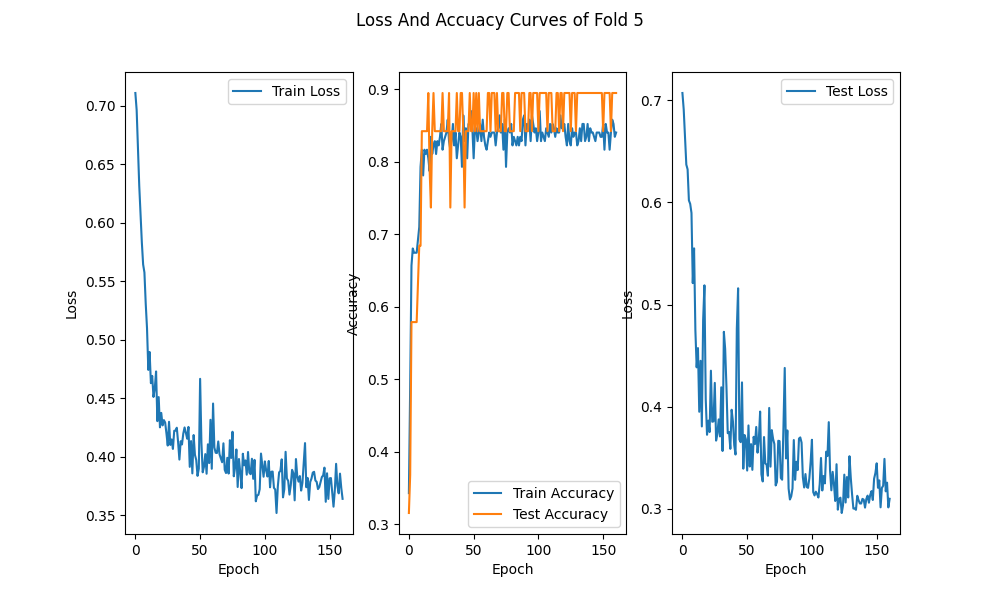 Loss And Accuacy Curves of Fold 5
Train Loss
0.70
0.65
0.60
0.55
0.50
0.45
0.40
0.35
Loss
0
50
100
150
Epoch
0.9
0.8
0.7
0.6
0.5
0.4
0.3
Accuracy
Train Accuracy
Test Accuracy
0
50
100
150
Epoch
Test Loss
0.7
0.6
0.5
0.4
0.3
Loss
0
50
100
150
Epoch